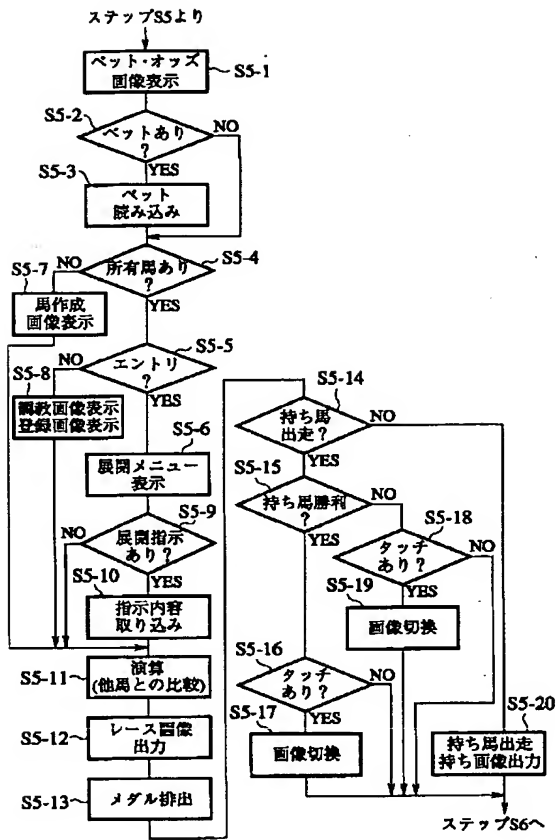 ステップS5より
ベット・オッズ
画像表示
S5-1
S5-2
ベットあり
?
NO
YES
S5-3
ベット
読み込み
S5-4
所有馬あり
?
NO
YES
S5-7
馬作成
画像表示
S5-5
エントリ
?
NO
YES
S5-8
調教画像表示
登録画像表示
S5-6
展開メニュー
表示
S5-9
展開指示
あり?
NO
YES
S5-10
指示内容
取り込み
S5-11
演算
(他馬との比較)
S5-12
レース画像
出力
S5-13
メダル排出
S5-14
持ち馬
出走?
NO
YES
S5-15
持ち馬勝利
?
NO
YES
S5-18
タッチ
あり?
NO
YES
S5-19
画像切換
S5-16
タッチ
あり?
NO
YES
S5-17
画像切換
S5-20
持ち馬出走
持ち画像出力
ステップS6へ